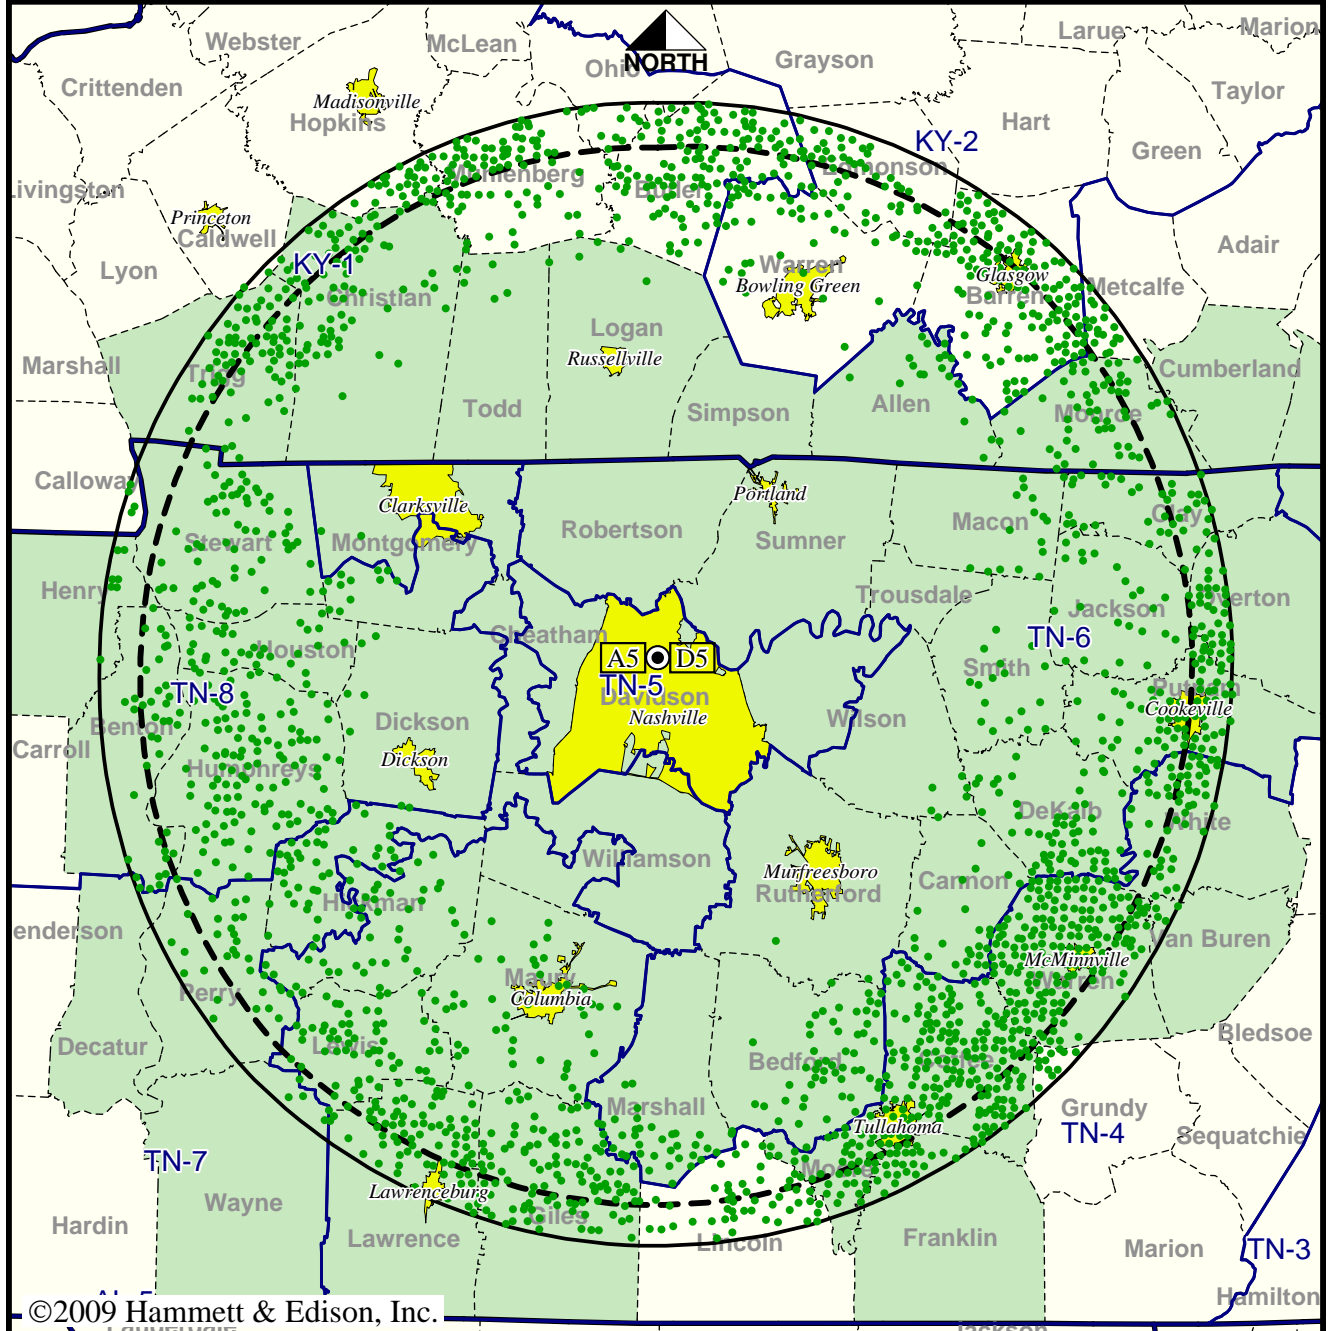 Webster
McLean
Larue
Marion
NORTH
Ohio
Grayson
Crittenden
Madisonville
Hopkins
Taylor
Hart
KY-2
Green
Livingston
Muhlenberg
Butler
Edmonson
Princeton
Caldwell
Lyon
KY-1
Christian
Adair
Warren
Bowling Green
Glasgow
Barren
Metcalfe
Logan
Russellville
Marshall
Trigg
Cumberland
Todd
Simpson
Allen
Monroe
Calloway
Clarksville
Portland
Robertson
Macon
Clay
Stewart
Montgomery
Sumner
Henry
Trousdale
Overton
Jackson
Cheatham
TN-6
Houston
A5
D5
Smith
TN-8
TN-5
Davidson
Putnam
Nashville
Cookeville
Benton
Dickson
Wilson
Carroll
Dickson
Humphreys
DeKalb
White
Williamson
Murfreesboro
Rutherford
Cannon
Hickman
enderson
Van Buren
McMinnville
Warren
Maury
Columbia
Perry
Bledsoe
Decatur
Lewis
Bedford
Coffee
Marshall
Grundy
TN-4
Tullahoma
Sequatchie
TN-7
Moore
Lawrenceburg
Wayne
Giles
Hardin
Lawrence
Lincoln
Franklin
Marion
TN-3
Hamilton
©2009 Hammett & Edison, Inc.
Lauderdale
Jackson